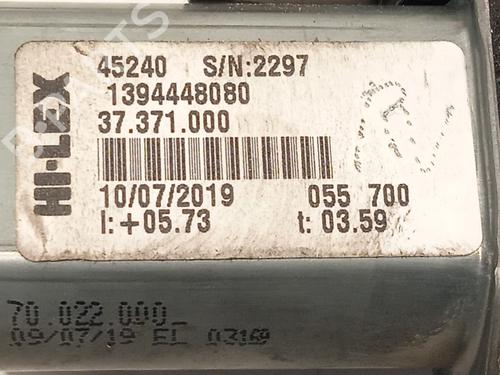 HI-LEX
45240 S/N:2297
1394448080
37.371.000
10/07/2019 055 700
I:+05.73 t:03.59
70.022.000_
09/07/19 EL 03169